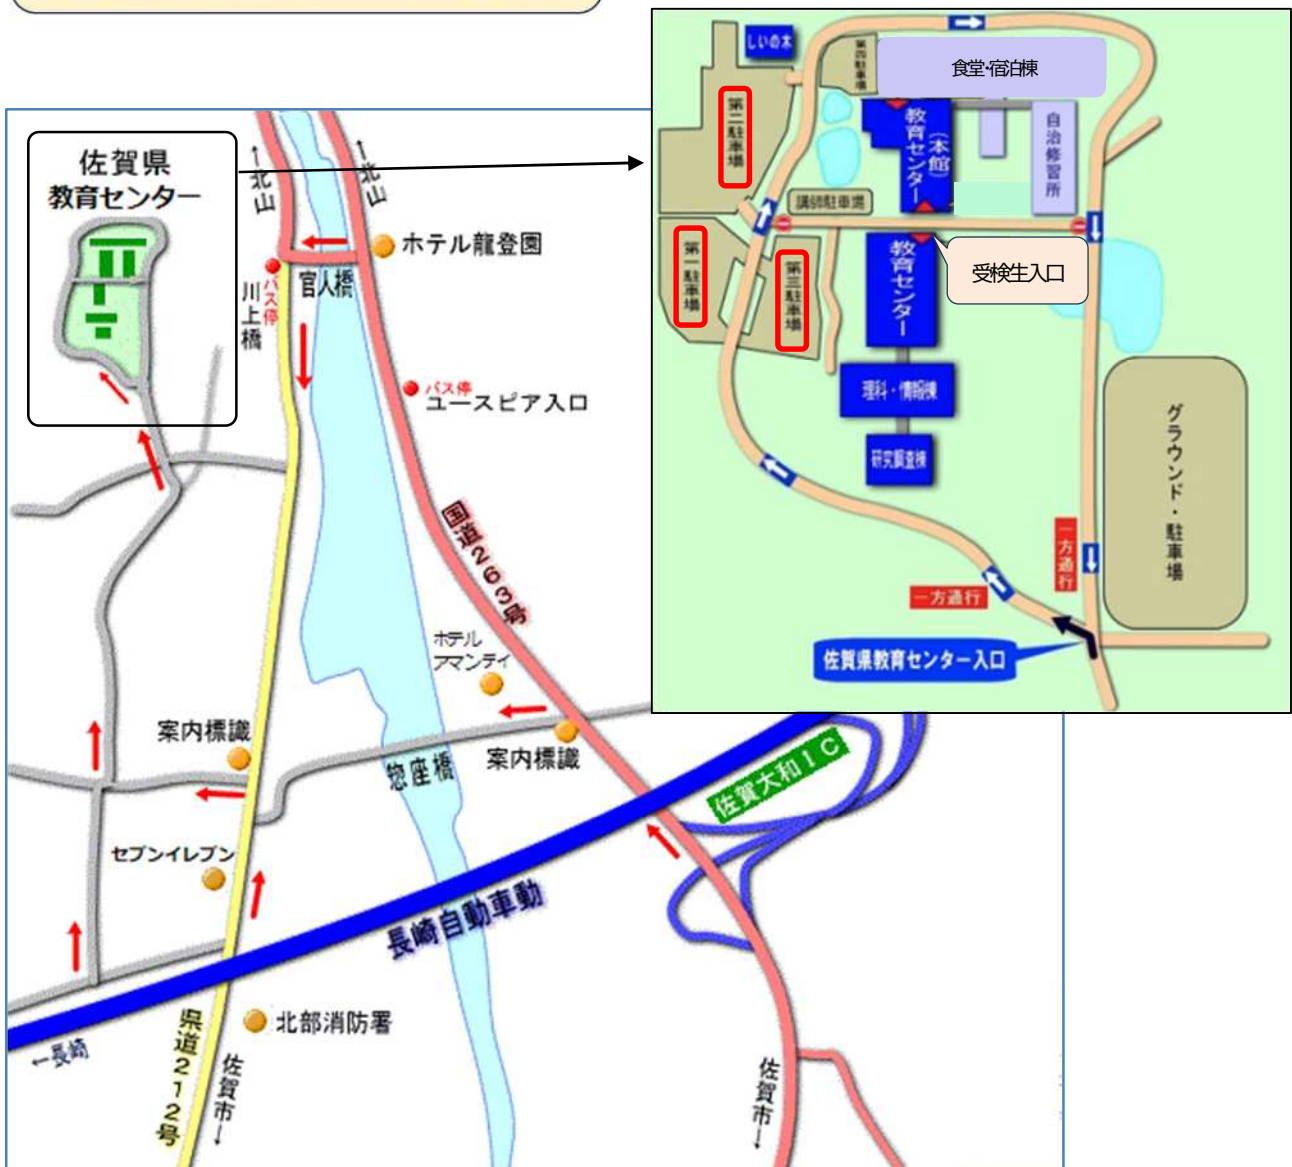 佐賀県
教育センター
←北山
←北山
ホテル龍登園
官人橋
川上橋
バス停
バス停
ユースピア入口
国道263号
ホテル
アマンディ
案内標識
案内標識
惣座橋
佐賀大和IC
セブンイレブン
長崎自動車動
北部消防署
←長崎
県道212号
佐賀市→
佐賀市→
しいの木
第四駐車場
食堂・宿泊棟
第二駐車場
教育センター
(本館)
自治修習所
講師駐車場
第一駐車場
第三駐車場
教育センター
受検生入口
理科・情報棟
研究調査棟
グラウンド・駐車場
一方通行
一方通行
佐賀県教育センター入口